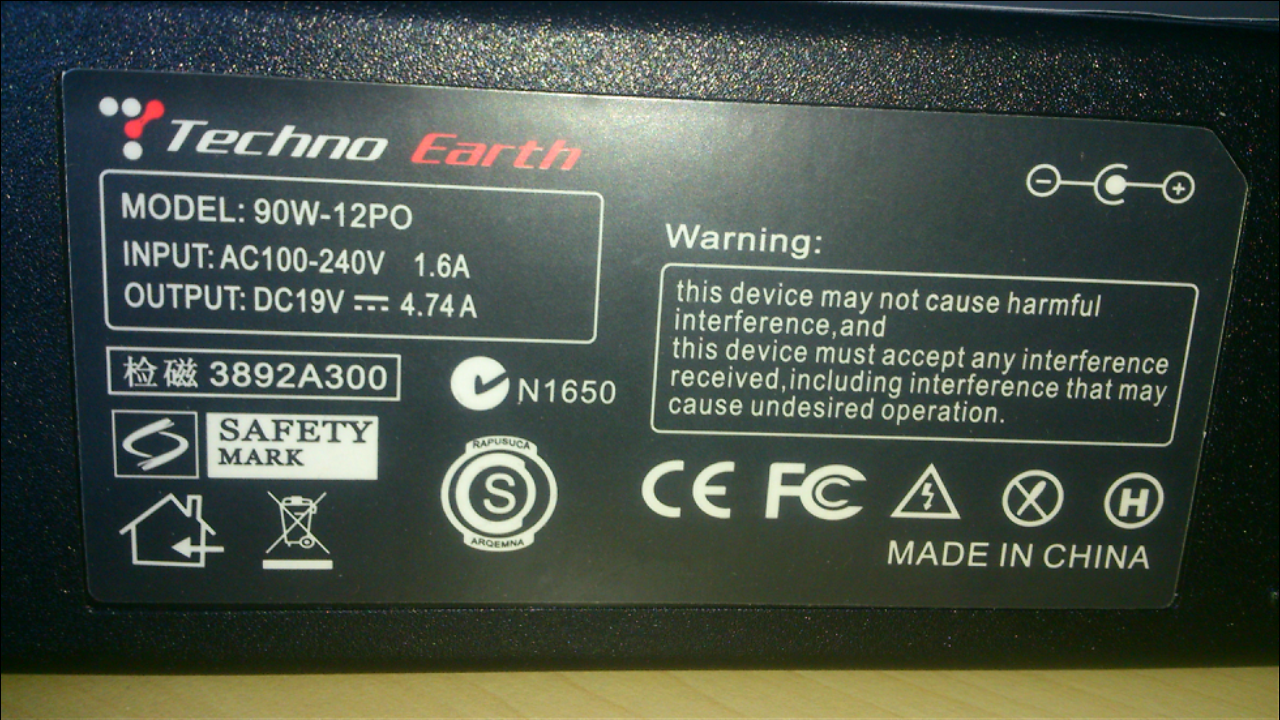 Techno Earth
MODEL: 90W-12PO
INPUT: AC100-240V 1.6A
OUTPUT: DC19V ⎓ 4.74A
检磁 3892A300
N1650
SAFETY
MARK
RAPUSUCA
S
ARQEMNA
Warning:
this device may not cause harmful
interference,and
this device must accept any interference
received,including interference that may
cause undesired operation.
CE FC
H
MADE IN CHINA